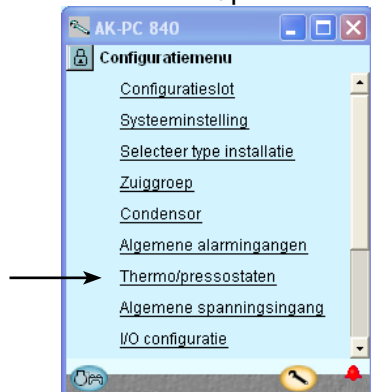 AK-PC 840
Configuratiemenu
Configuratieslot
Systeeminstelling
Selecteer type installatie
Zuiggroep
Condensor
Algemene alarmingangen
Thermo/pressostaten
Algemene spanningsingang
I/O configuratie